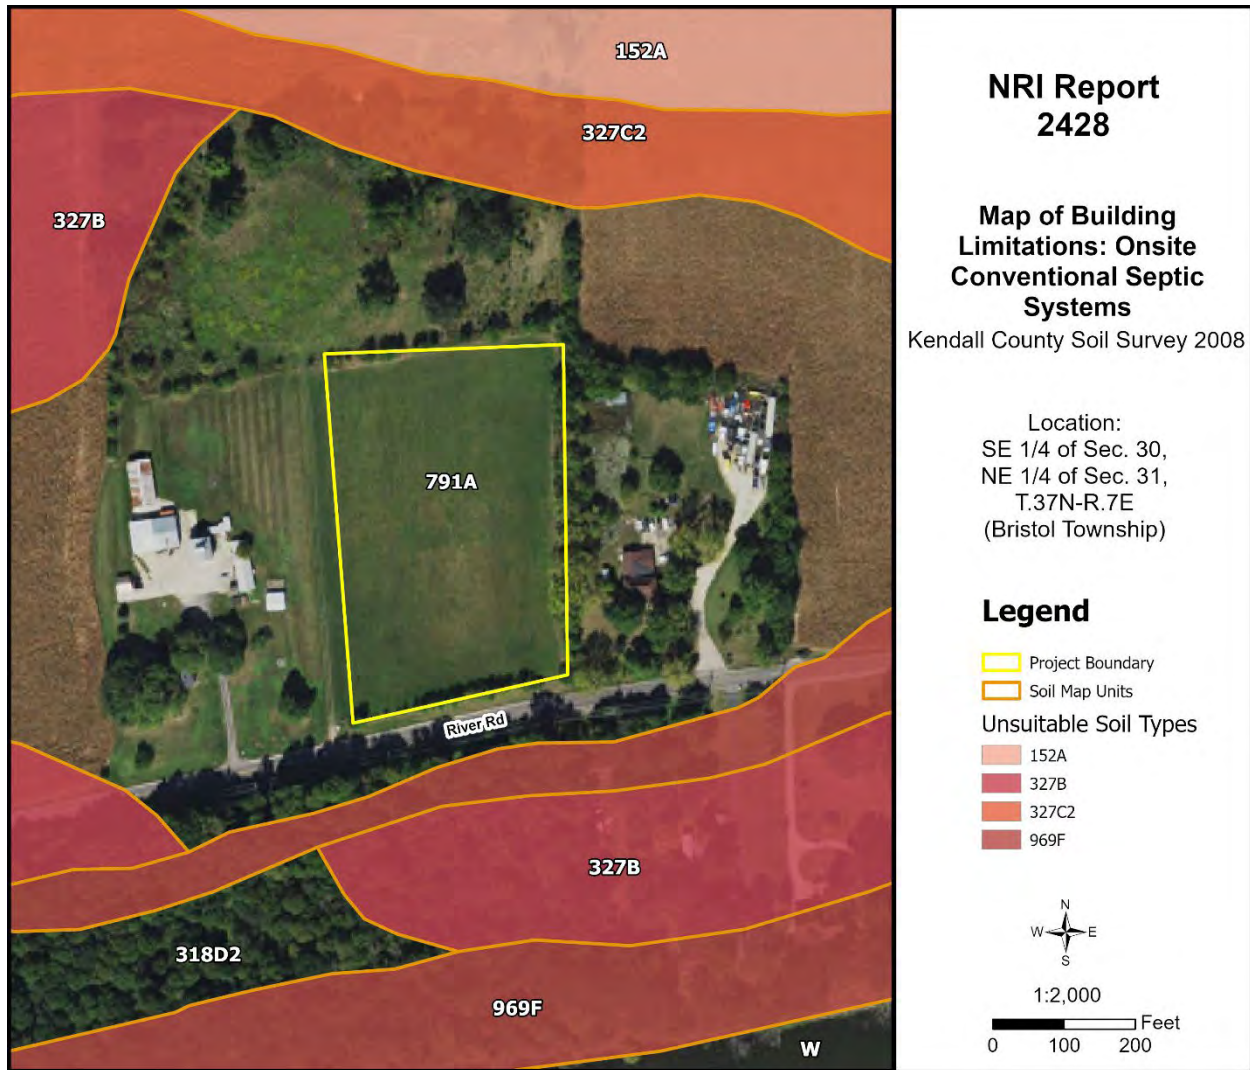 152A
327C2
327B
791A
River Rd
327B
318D2
969F
W
NRI Report
2428
Map of Building
Limitations: Onsite
Conventional Septic
Systems
Kendall County Soil Survey 2008
Location:
SE 1/4 of Sec. 30,
NE 1/4 of Sec. 31,
T.37N-R.7E
(Bristol Township)
Legend
Project Boundary
Soil Map Units
Unsuitable Soil Types
152A
327B
327C2
969F
N
W E
S
1:2,000
Feet
0 100 200